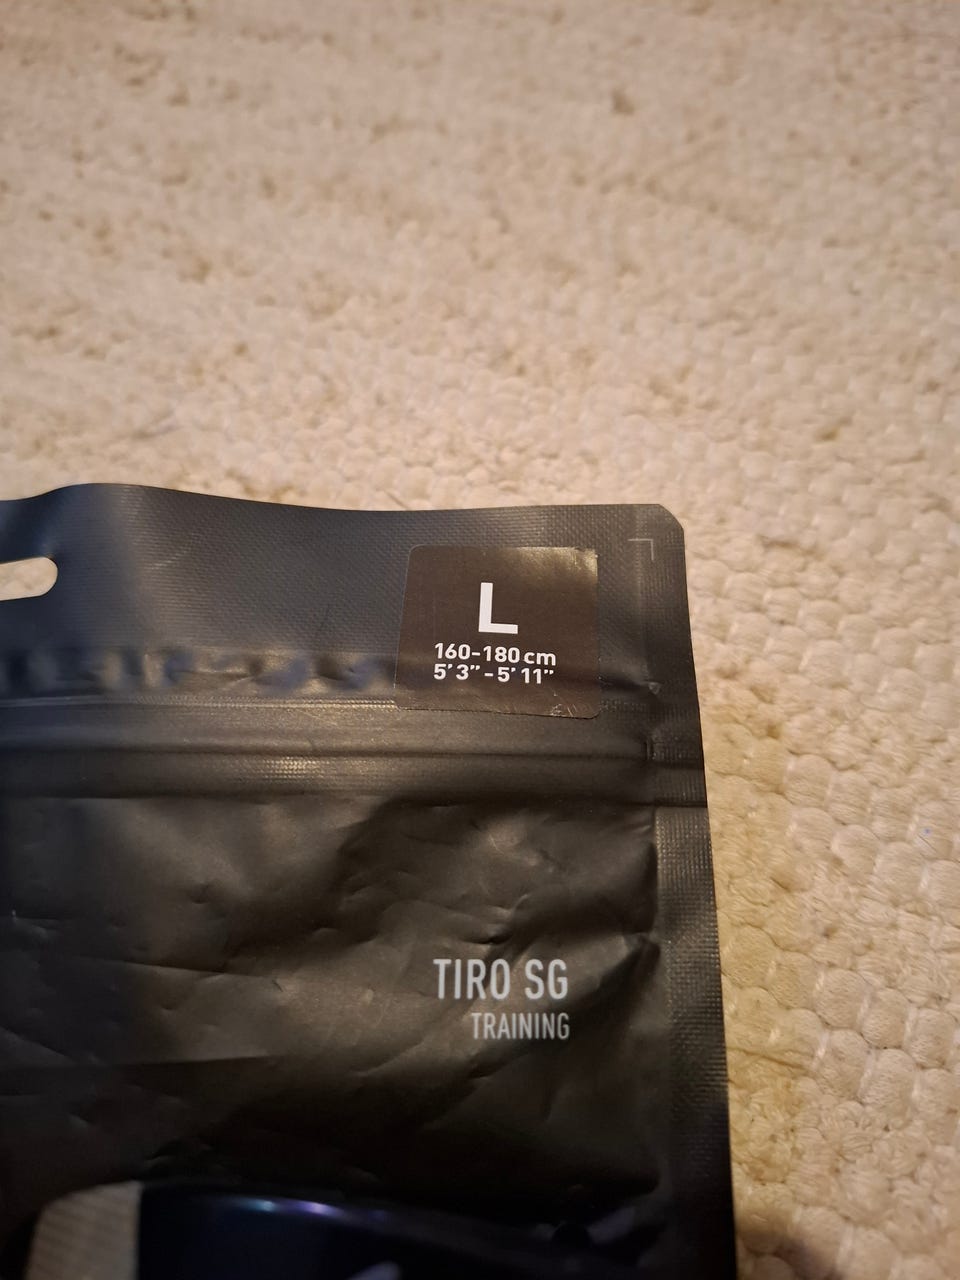 L
160-180 cm
5'3"-5'11"
TIRO SG
TRAINING